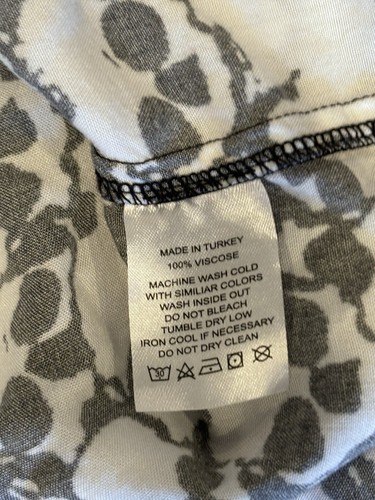 MADE IN TURKEY
100% VISCOSE
MACHINE WASH COLD
WITH SIMILIAR COLORS
WASH INSIDE OUT
DO NOT BLEACH
TUMBLE DRY LOW
IRON COOL IF NECESSARY
DO NOT DRY CLEAN
30